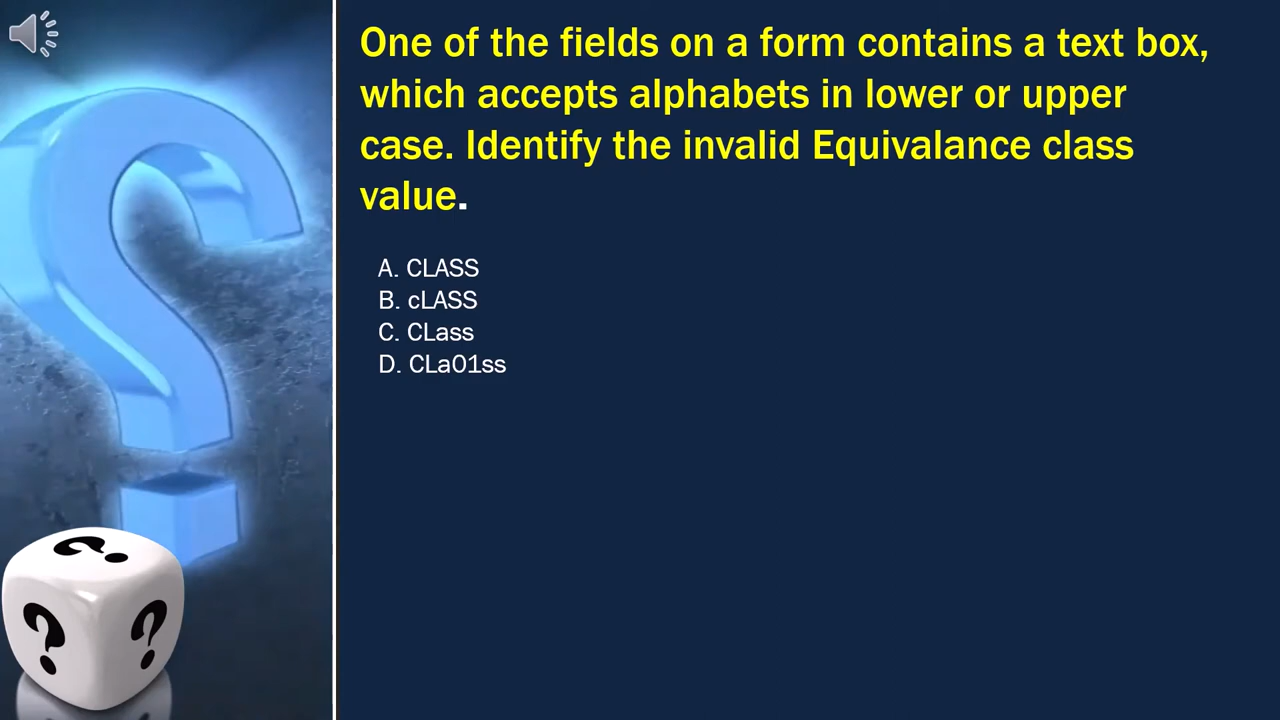 One of the fields on a form contains a text box,
which accepts alphabets in lower or upper
case. Identify the invalid Equivalance class
value.
A. CLASS
B. cLASS
C. CLass
D. CLa01ss